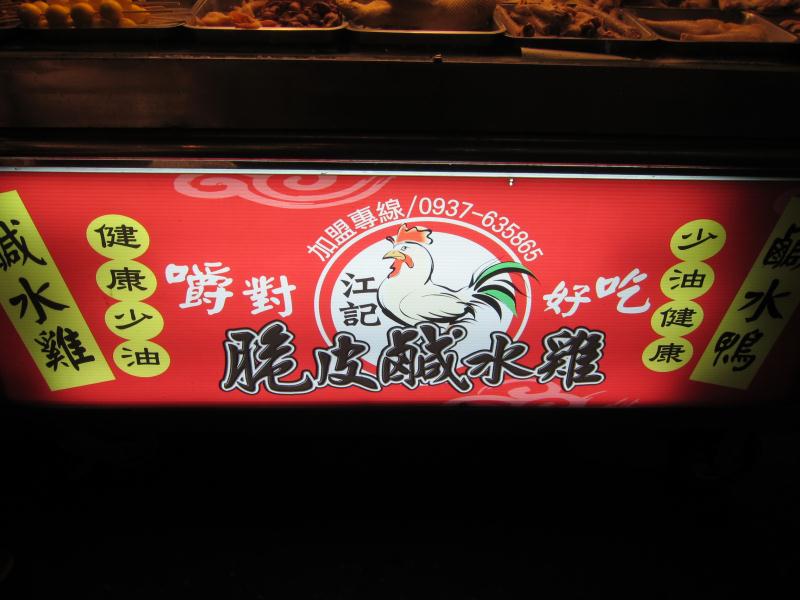 鹹水雞
健康少油
嚼對
加盟專線/0937-635865
江記
好吃
脆皮鹹水雞
少油健康
鹹水鴨